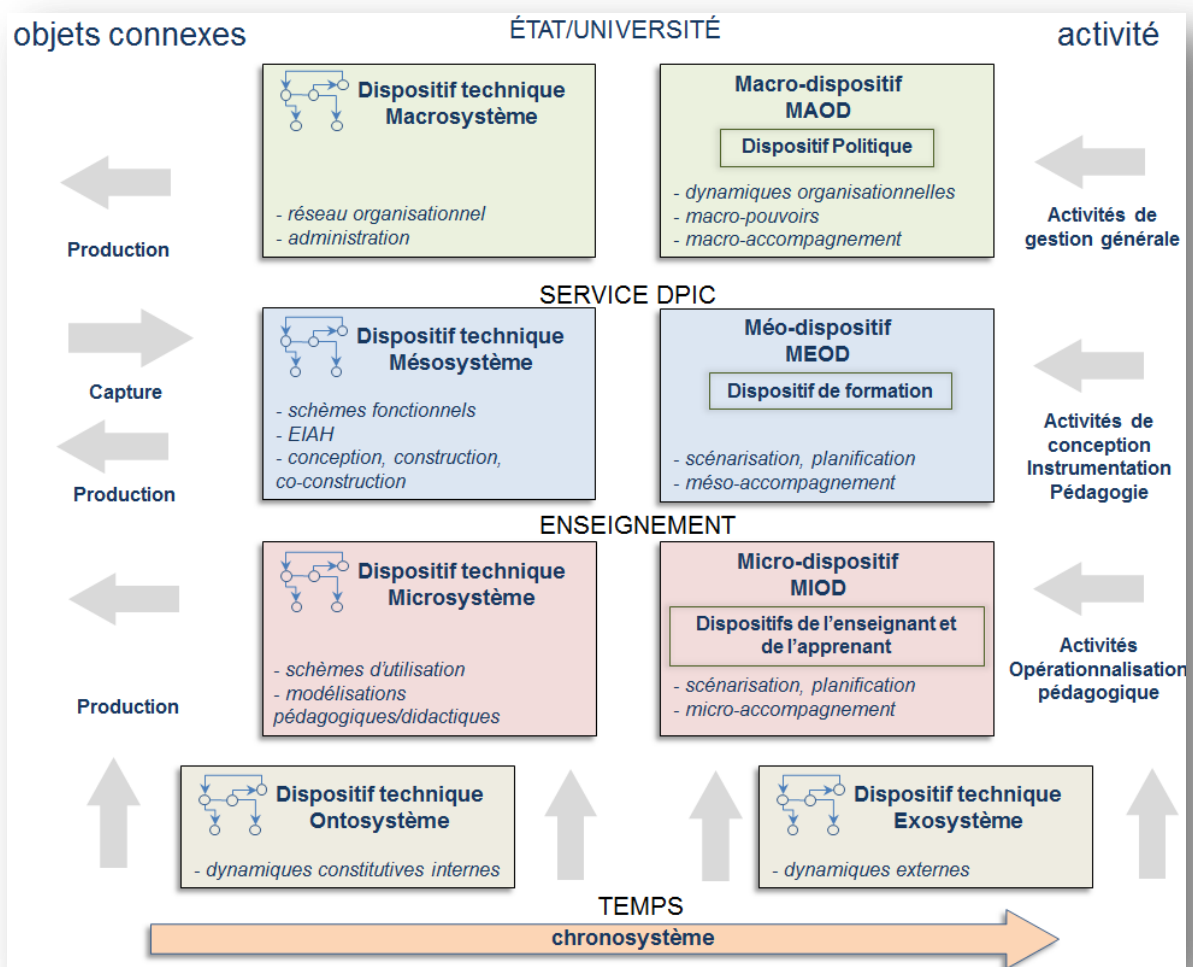 objets connexes
ÉTAT/UNIVERSITÉ
activité
Dispositif technique
Macrosystème
- réseau organisationnel
- administration
Macro-dispositif
MAOD
Dispositif Politique
- dynamiques organisationnelles
- macro-pouvoirs
- macro-accompagnement
Production
Activités de
gestion générale
SERVICE DPIC
Capture
Production
Dispositif technique
Mésosystème
- schèmes fonctionnels
- EIAH
- conception, construction,
co-construction
Méo-dispositif
MEOD
Dispositif de formation
- scénarisation, planification
- méso-accompagnement
Activités de
conception
Instrumentation
Pédagogie
ENSEIGNEMENT
Production
Dispositif technique
Microsystème
- schèmes d'utilisation
- modélisations
pédagogiques/didactiques
Micro-dispositif
MIOD
Dispositifs de l'enseignant et
de l'apprenant
- scénarisation, planification
- micro-accompagnement
Activités
Opérationnalisation
pédagogique
Dispositif technique
Ontosystème
- dynamiques constitutives internes
Dispositif technique
Exosystème
- dynamiques externes
TEMPS
chronosystème